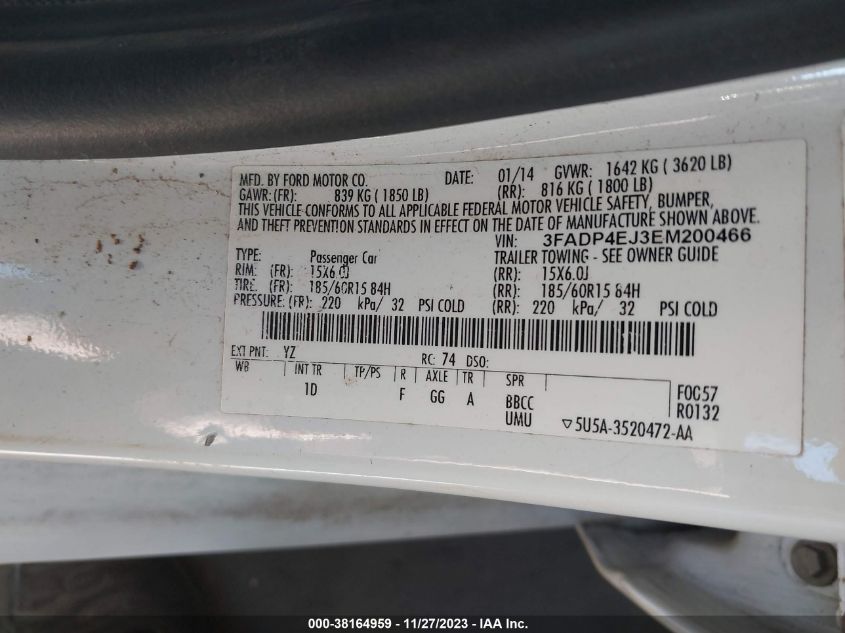 MFD. BY FORD MOTOR CO. DATE: 01/14 GVWR: 1642 KG ( 3620 LB)
GAWR:(FR): 839 KG ( 1850 LB) (RR): 816 KG ( 1800 LB)
THIS VEHICLE CONFORMS TO ALL APPLICABLE FEDERAL MOTOR VEHICLE SAFETY, BUMPER,
AND THEFT PREVENTION STANDARDS IN EFFECT ON THE DATE OF MANUFACTURE SHOWN ABOVE.
VIN: 3FADP4EJ3EM200466
TYPE: Passenger Car TRAILER TOWING - SEE OWNER GUIDE
RIM: (FR): 15X6.0J (RR): 15X6.0J
TIRE: (FR): 185/60R15 84H (RR): 185/60R15 84H
PRESSURE: (FR): 220 kPa/ 32 PSI COLD (RR): 220 kPa/ 32 PSI COLD
EXT PNT: YZ RC: 74 DSO:
WB INT TR TP/PS R AXLE TR SPR
1D F GG A BBCC F0C57
UMU R0132
▽5U5A-3520472-AA
000-38164959 - 11/27/2023 - IAA Inc.